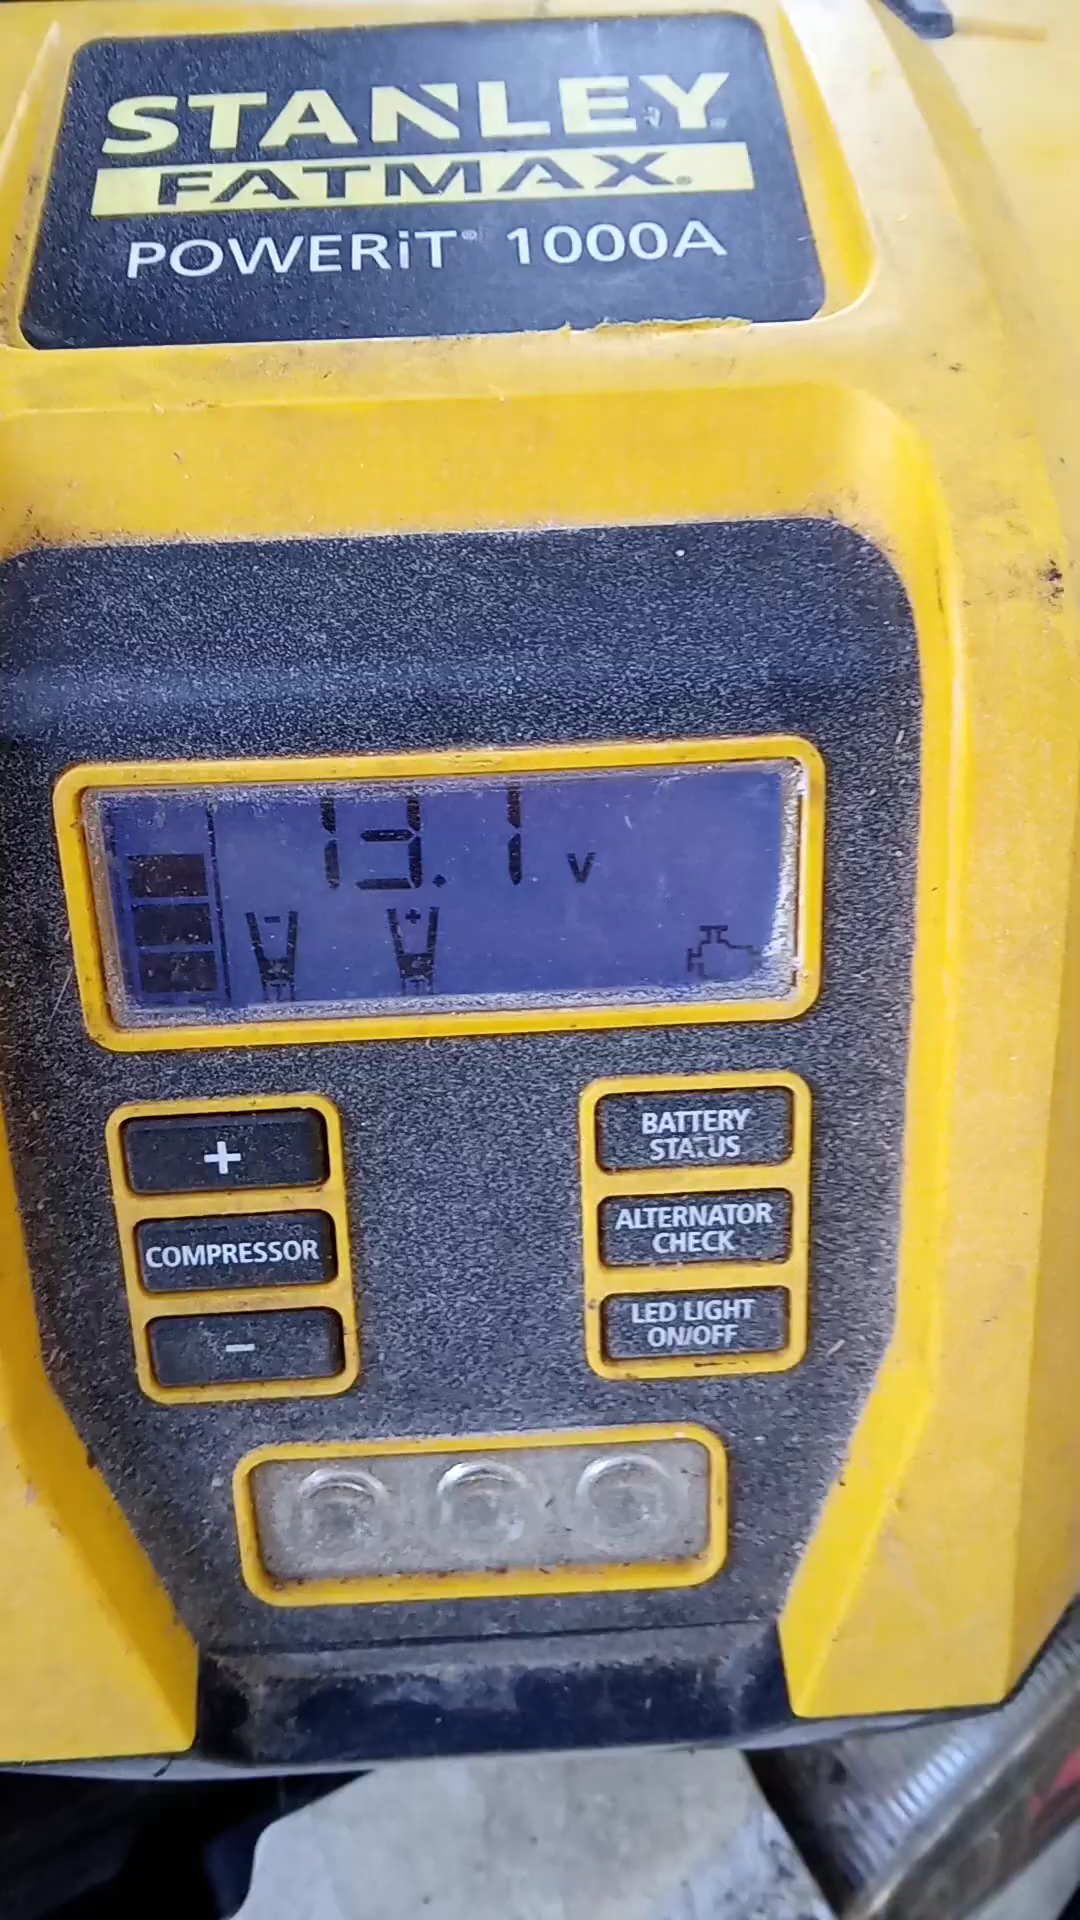 STANLEY
FATMAX®
POWERiT® 1000A
13.1 v
- +
+
COMPRESSOR
-
BATTERY
STATUS
ALTERNATOR
CHECK
LED LIGHT
ON/OFF